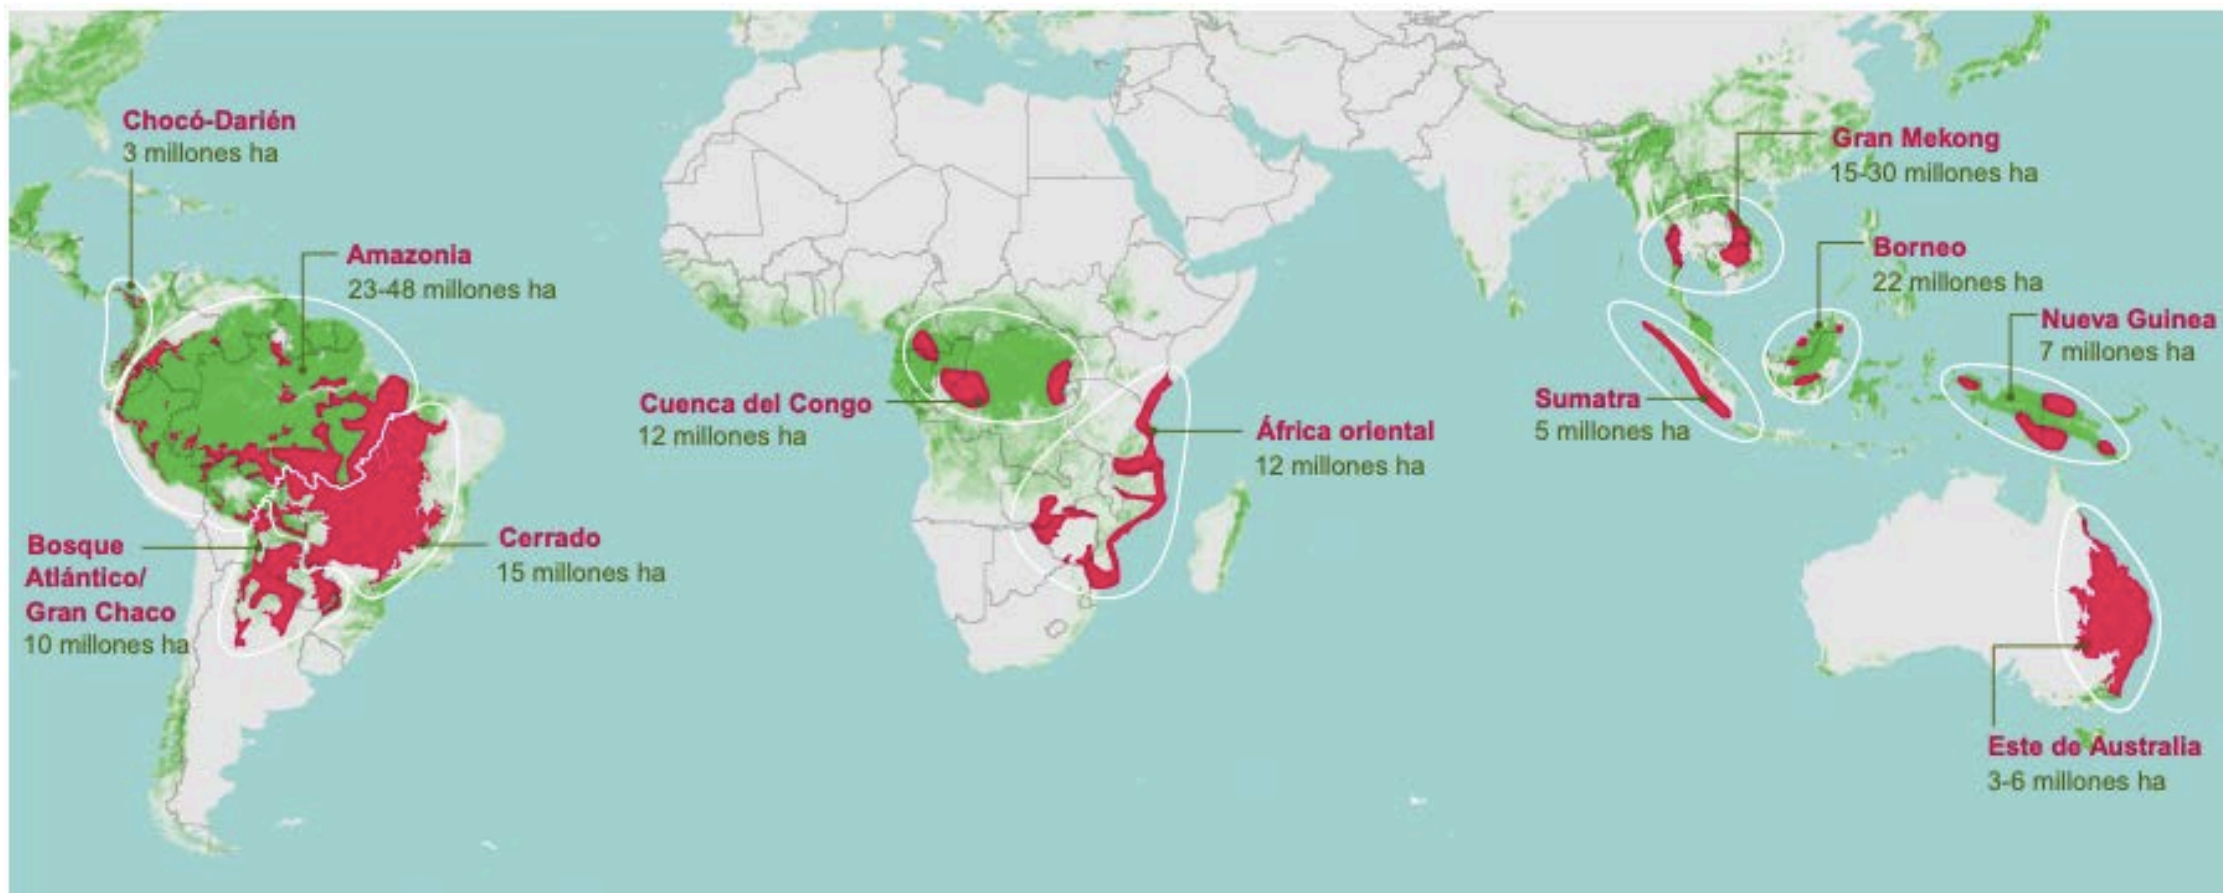 Chocó-Darién
3 millones ha
Amazonia
23-48 millones ha
Bosque
Atlántico/
Gran Chaco
10 millones ha
Cerrado
15 millones ha
Cuenca del Congo
12 millones ha
África oriental
12 millones ha
Gran Mekong
15-30 millones ha
Borneo
22 millones ha
Nueva Guinea
7 millones ha
Sumatra
5 millones ha
Este de Australia
3-6 millones ha